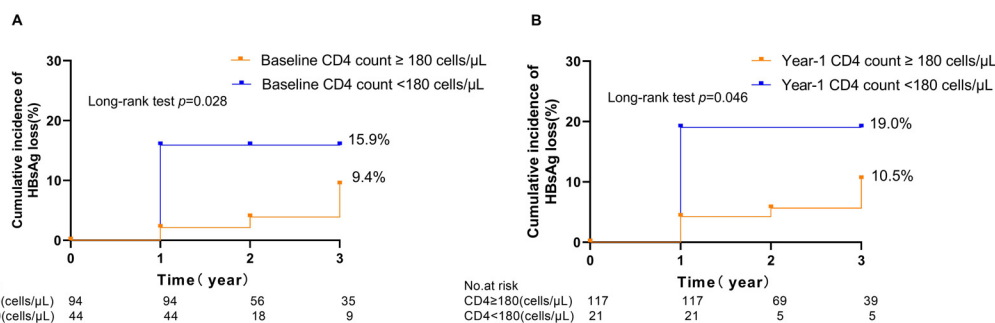 A
Baseline CD4 count ≥ 180 cells/μL
Baseline CD4 count <180 cells/μL
Long-rank test p=0.028
Cumulative incidence of
HBsAg loss(%)
30
20
10
0
15.9%
9.4%
0 1 2 3
Time( year)
(cells/μL) 94 94 56 35
(cells/μL) 44 44 18 9
B
Year-1 CD4 count ≥ 180 cells/μL
Year-1 CD4 count <180 cells/μL
Long-rank test p=0.046
Cumulative incidence of
HBsAg loss(%)
30
20
10
0
19.0%
10.5%
0 1 2 3
Time( year)
No.at risk
CD4≥180(cells/μL) 117 117 69 39
CD4<180(cells/μL) 21 21 5 5